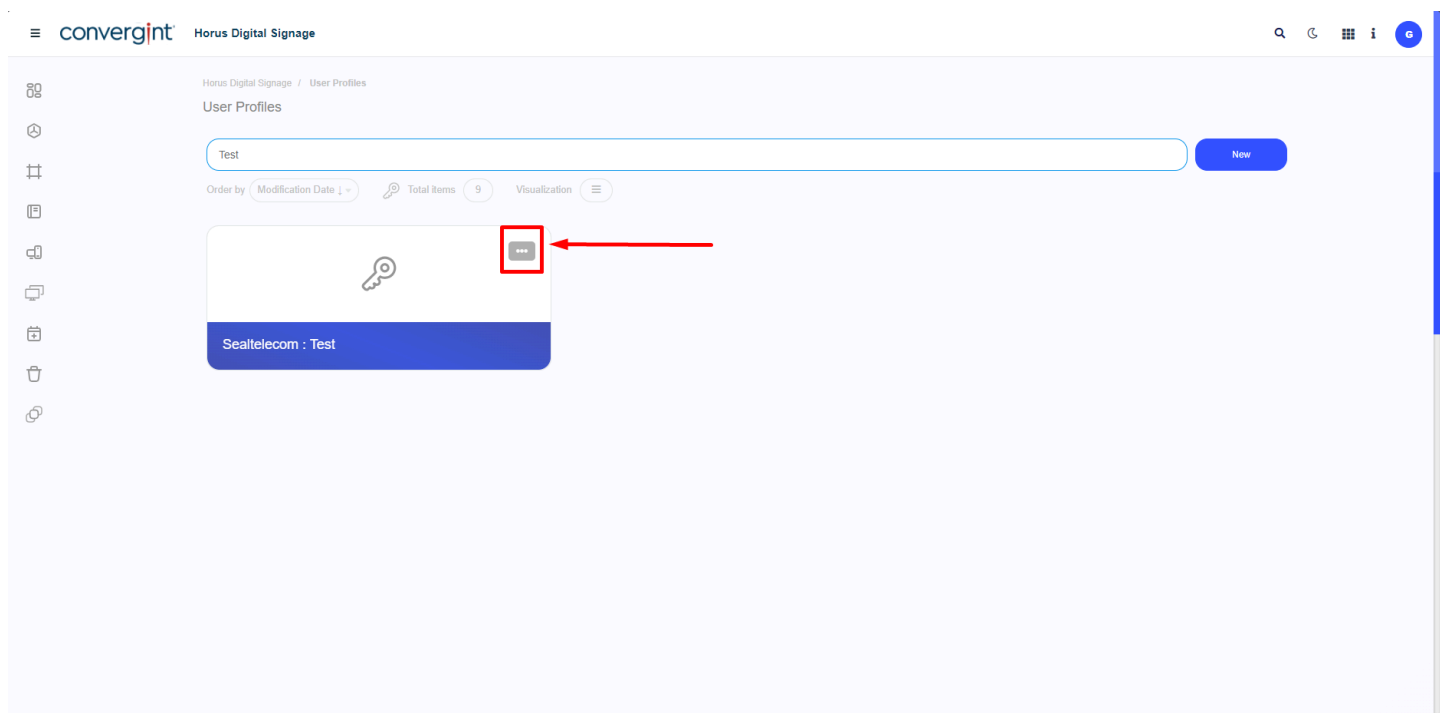 convergint Horus Digital Signage
i G
Horus Digital Signage / User Profiles
User Profiles
Test
New
Order by Modification Date ↓ Total items 9 Visualization
Sealtelecom : Test